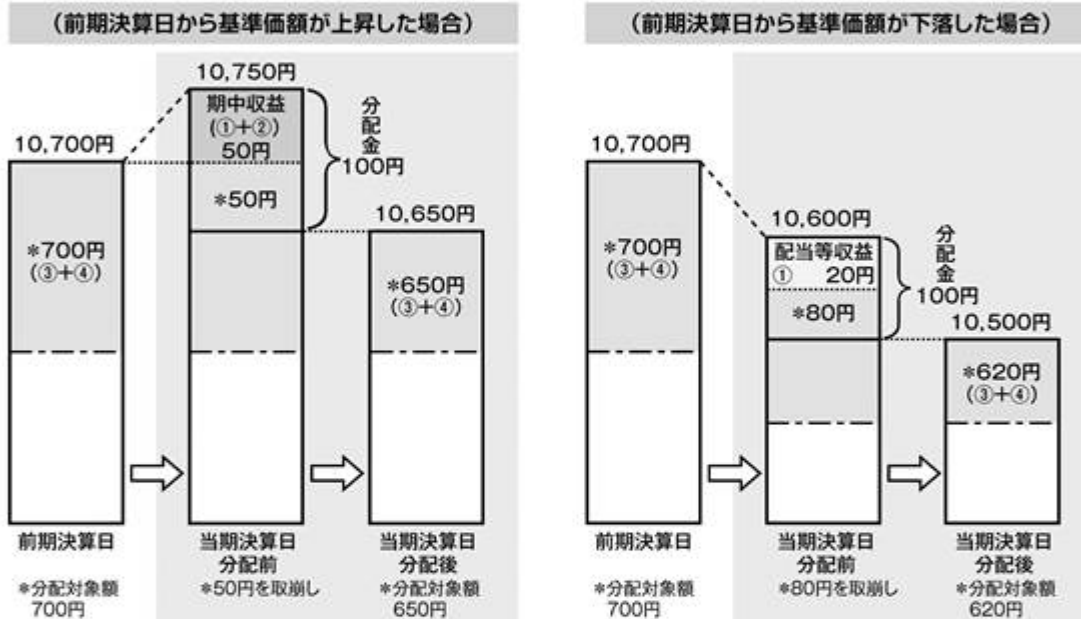 (前期決算日から基準価額が上昇した場合)
10,750円
期中収益
(①+②)
50円
分配金
100円
10,700円
*50円
10,650円
*700円
(③+④)
*650円
(③+④)
前期決算日
当期決算日
分配前
当期決算日
分配後
*分配対象額
700円
*50円を取崩し
*分配対象額
650円
(前期決算日から基準価額が下落した場合)
10,700円
10,600円
配当等収益
① 20円
分配金
100円
*80円
*700円
(③+④)
10,500円
*620円
(③+④)
前期決算日
当期決算日
分配前
当期決算日
分配後
*分配対象額
700円
*80円を取崩し
*分配対象額
620円